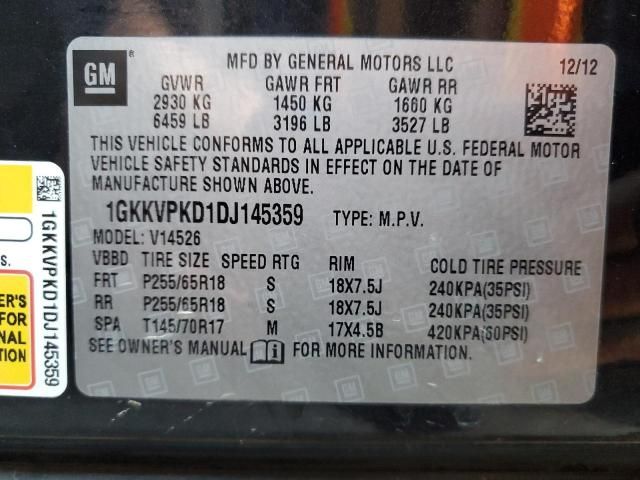 GM
®
MFD BY GENERAL MOTORS LLC 12/12
GVWR GAWR FRT GAWR RR
2930 KG 1450 KG 1660 KG
6459 LB 3196 LB 3527 LB
THIS VEHICLE CONFORMS TO ALL APPLICABLE U.S. FEDERAL MOTOR
VEHICLE SAFETY STANDARDS IN EFFECT ON THE DATE OF
MANUFACTURE SHOWN ABOVE.
1GKKVPKD1DJ145359 TYPE: M.P.V.
MODEL: V14526
VBBD TIRE SIZE SPEED RTG RIM COLD TIRE PRESSURE
FRT P255/65R18 S 18X7.5J 240KPA(35PSI)
RR P255/65R18 S 18X7.5J 240KPA(35PSI)
SPA T145/70R17 M 17X4.5B 420KPA(60PSI)
SEE OWNER'S MANUAL i FOR MORE INFORMATION.
1GKKVPKD1DJ145359
S.
ER'S
FOR
NAL
TION